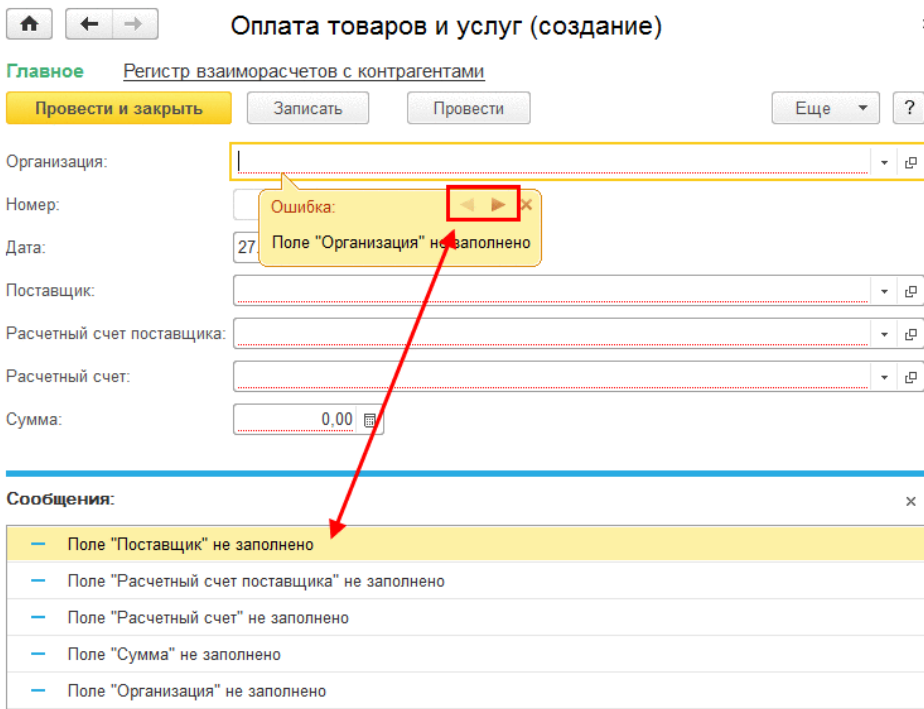 Оплата товаров и услуг (создание)
Главное Регистр взаиморасчетов с контрагентами
Провести и закрыть Записать Провести Еще ?
Организация:
Номер:
Ошибка:
Поле "Организация" не заполнено
Дата: 27.
Поставщик:
Расчетный счет поставщика:
Расчетный счет:
Сумма: 0,00
Сообщения:
Поле "Поставщик" не заполнено
Поле "Расчетный счет поставщика" не заполнено
Поле "Расчетный счет" не заполнено
Поле "Сумма" не заполнено
Поле "Организация" не заполнено